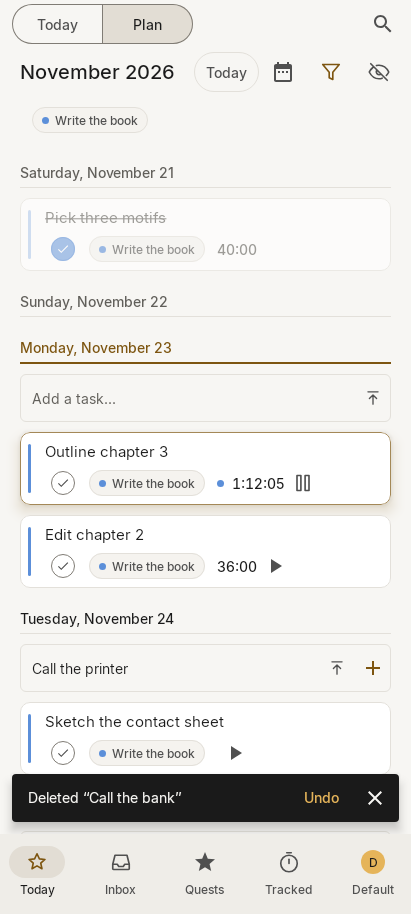 Today
Plan
November 2026
Today
Write the book
Saturday, November 21
Pick three motifs
Write the book
40:00
Sunday, November 22
Monday, November 23
Add a task...
Outline chapter 3
Write the book
1:12:05
Edit chapter 2
Write the book
36:00
Tuesday, November 24
Call the printer
Sketch the contact sheet
Write the book
Deleted “Call the bank”
Undo
D
Today
Inbox
Quests
Tracked
Default